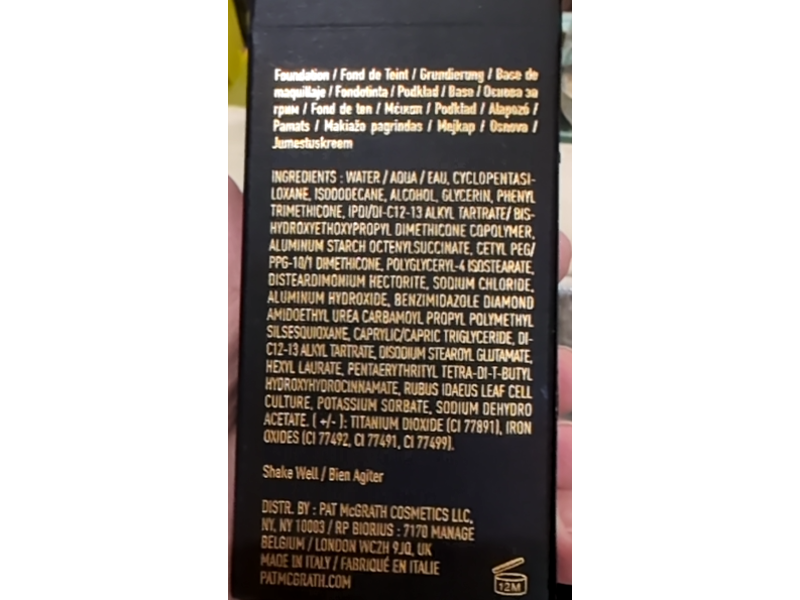 Foundation / Fond de Teint / Grundierung / Base de
maquillaje / Fondotinta / Podkład / Base / Основа за
грим / Fond de ten / Μέικαπ / Podkład / Alapozó /
Pamats / Makiažo pagrindas / Mejkap / Osnova /
Jumestuskreem
INGREDIENTS : WATER / AQUA / EAU, CYCLOPENTASI-
LOXANE, ISODODECANE, ALCOHOL, GLYCERIN, PHENYL
TRIMETHICONE, IPDI/DI-C12-13 ALKYL TARTRATE/ BIS-
HYDROXYETHOXYPROPYL DIMETHICONE COPOLYMER,
ALUMINUM STARCH OCTENYLSUCCINATE, CETYL PEG/
PPG-10/1 DIMETHICONE, POLYGLYCERYL-4 ISOSTEARATE,
DISTEARDIMONIUM HECTORITE, SODIUM CHLORIDE,
ALUMINUM HYDROXIDE, BENZIMIDAZOLE DIAMOND
AMIDOETHYL UREA CARBAMOYL PROPYL POLYMETHYL
SILSESQUIOXANE, CAPRYLIC/CAPRIC TRIGLYCERIDE, DI-
C12-13 ALKYL TARTRATE, DISODIUM STEAROYL GLUTAMATE,
HEXYL LAURATE, PENTAERYTHRITYL TETRA-DI-T-BUTYL
HYDROXYHYDROCINNAMATE, RUBUS IDAEUS LEAF CELL
CULTURE, POTASSIUM SORBATE, SODIUM DEHYDRO
ACETATE. ( +/- ): TITANIUM DIOXIDE (CI 77891), IRON
OXIDES (CI 77492, CI 77491, CI 77499).
Shake Well / Bien Agiter
DISTR. BY : PAT McGRATH COSMETICS LLC,
NY, NY 10003 / RP BIORIUS : 7170 MANAGE
BELGIUM / LONDON WC2H 9JQ, UK
MADE IN ITALY / FABRIQUÉ EN ITALIE
PATMCGRATH.COM
12M